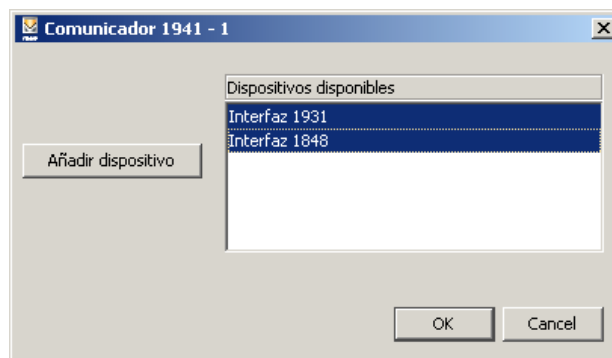 Comunicador 1941 - 1
Dispositivos disponibles
Interfaz 1931
Interfaz 1848
Añadir dispositivo
OK
Cancel